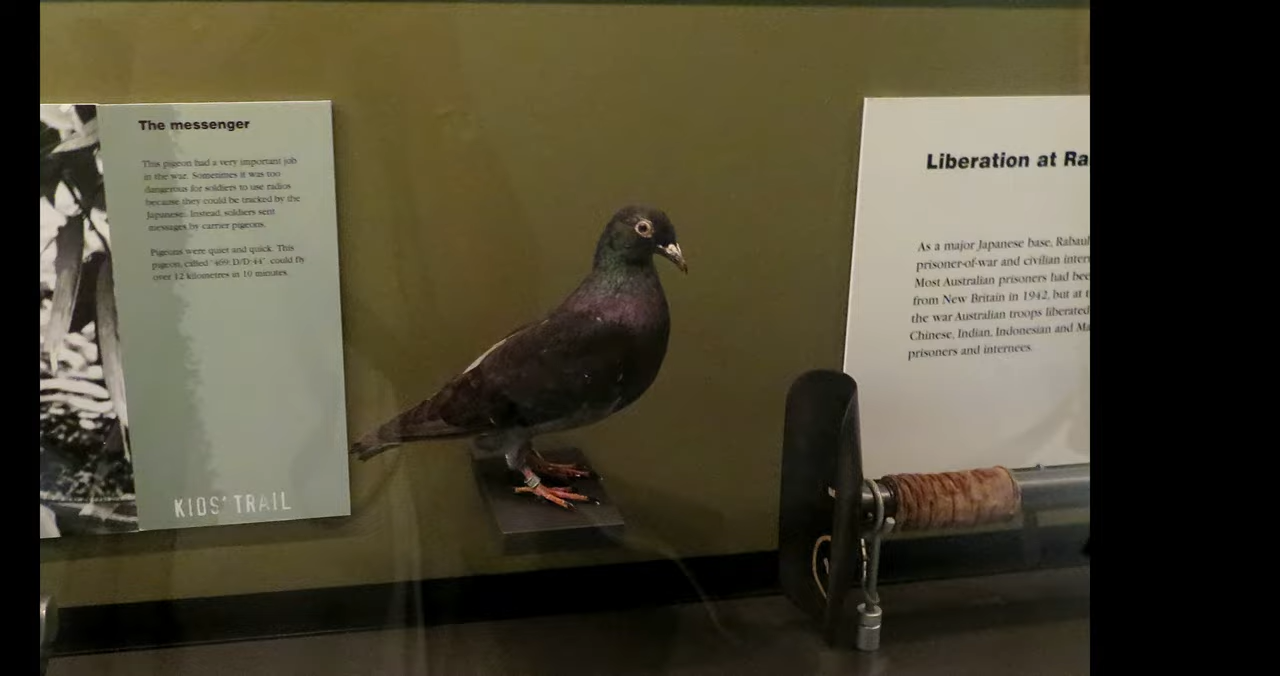 The messenger
This pigeon had a very important job
in the war. Sometimes it was too
dangerous for soldiers to use radios
because they could be tracked by the
Japanese. Instead, soldiers sent
messages by carrier pigeons.
Pigeons were quiet and quick. This
pigeon, called '469:D/D:44' could fly
over 12 kilometres in 10 minutes.
KIDS' TRAIL
Liberation at Ra
As a major Japanese base, Rabaul
prisoner-of-war and civilian inter
Most Australian prisoners had bee
from New Britain in 1942, but at t
the war Australian troops liberated
Chinese, Indian, Indonesian and Ma
prisoners and internees.